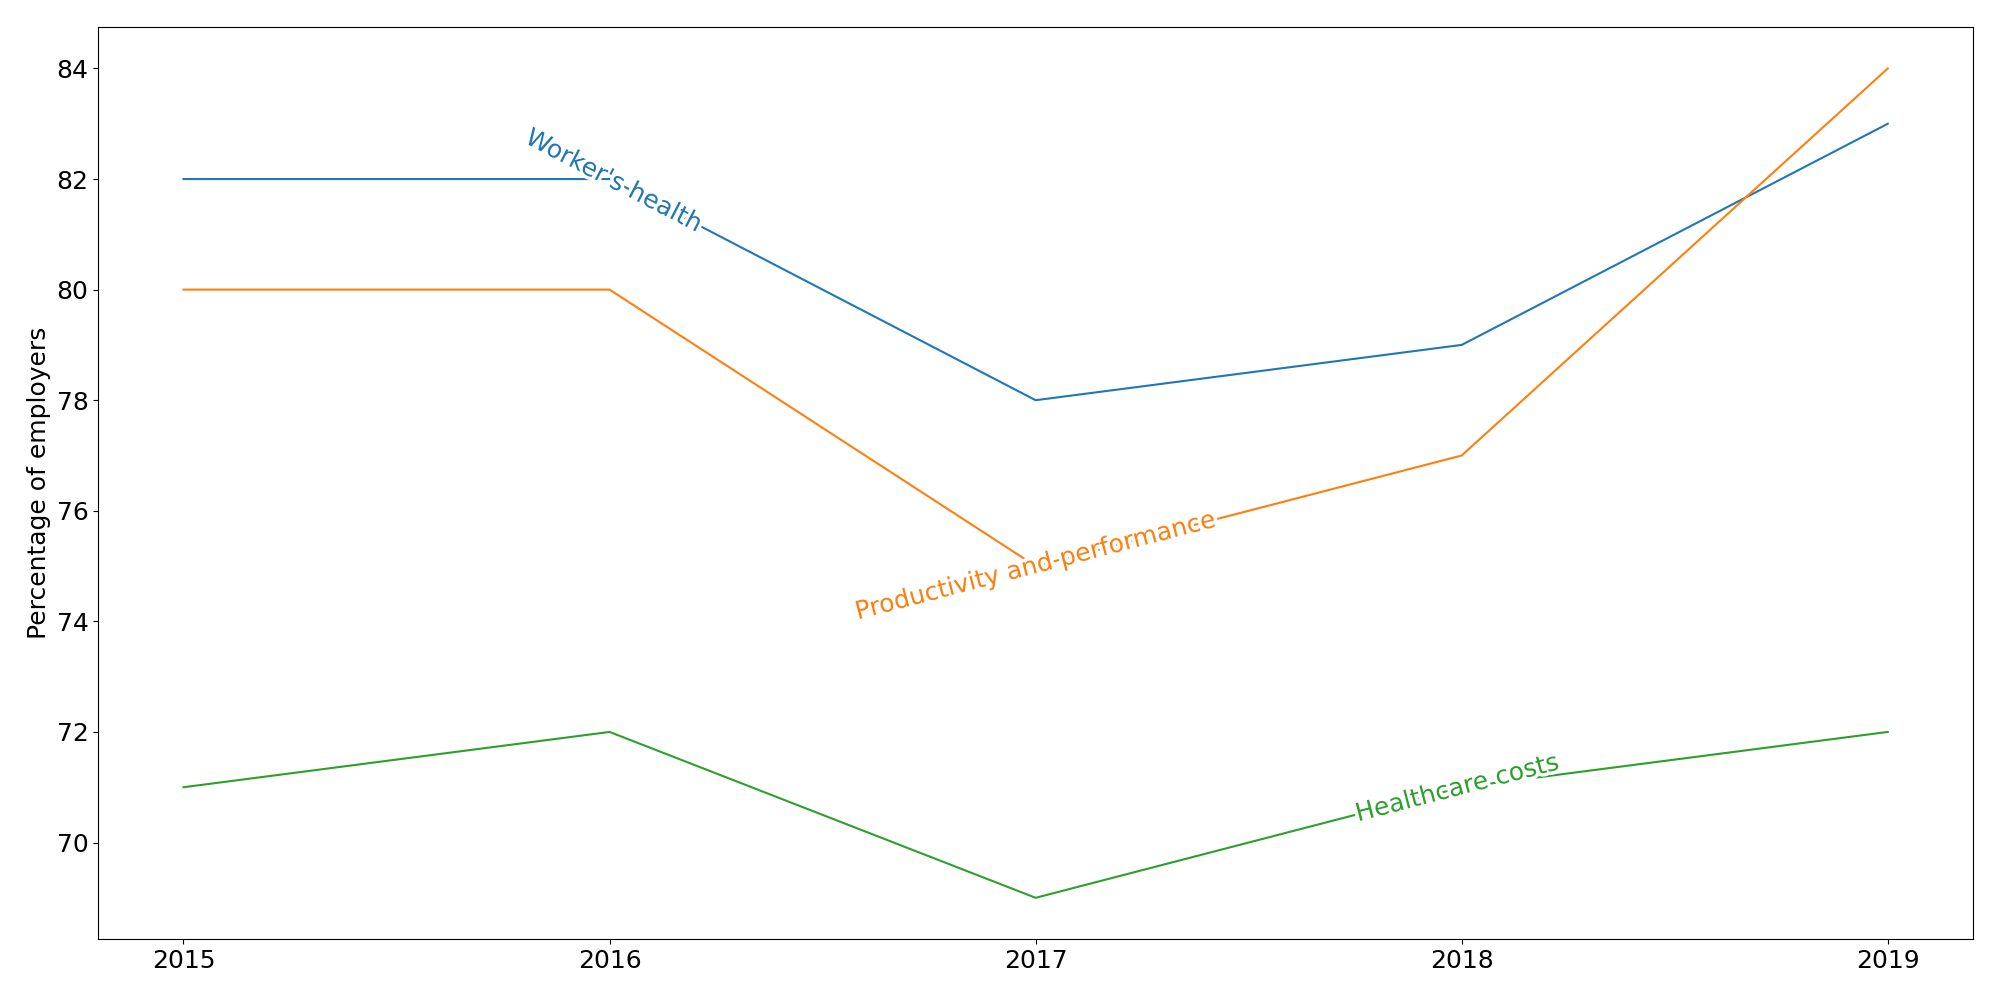 84
82
80
78
76
74
72
70
Percentage of employers
Worker's health
Productivity and performance
Healthcare costs
2015 2016 2017 2018 2019